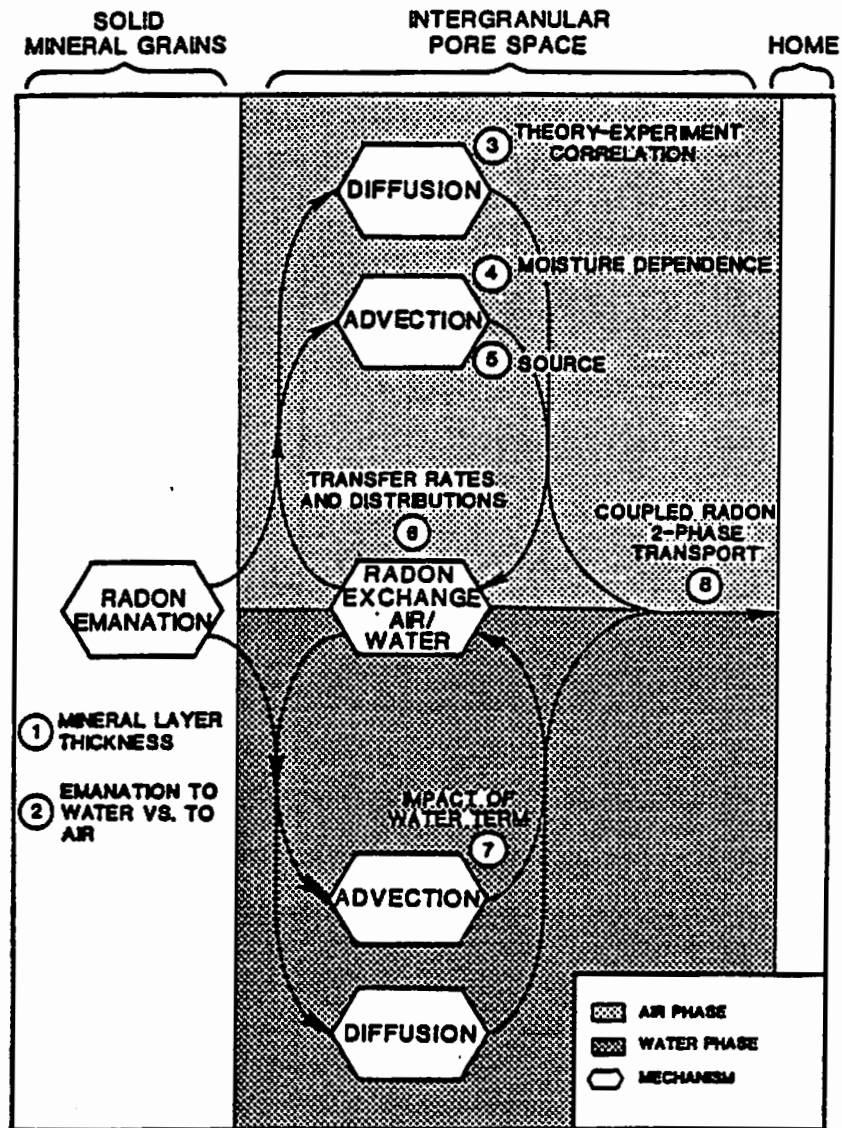 SOLID
MINERAL GRAINS
INTERGRANULAR
PORE SPACE
HOME
3
THEORY-EXPERIMENT
CORRELATION
DIFFUSION
4
MOISTURE DEPENDENCE
ADVECTION
5
SOURCE
TRANSFER RATES
AND DISTRIBUTIONS
6
COUPLED RADON
2-PHASE
TRANSPORT
8
RADON
EMANATION
RADON
EXCHANGE
AIR/
WATER
1
MINERAL LAYER
THICKNESS
2
EMANATION TO
WATER VS. TO
AIR
IMPACT OF
WATER TERM
7
ADVECTION
DIFFUSION
AIR PHASE
WATER PHASE
MECHANISM